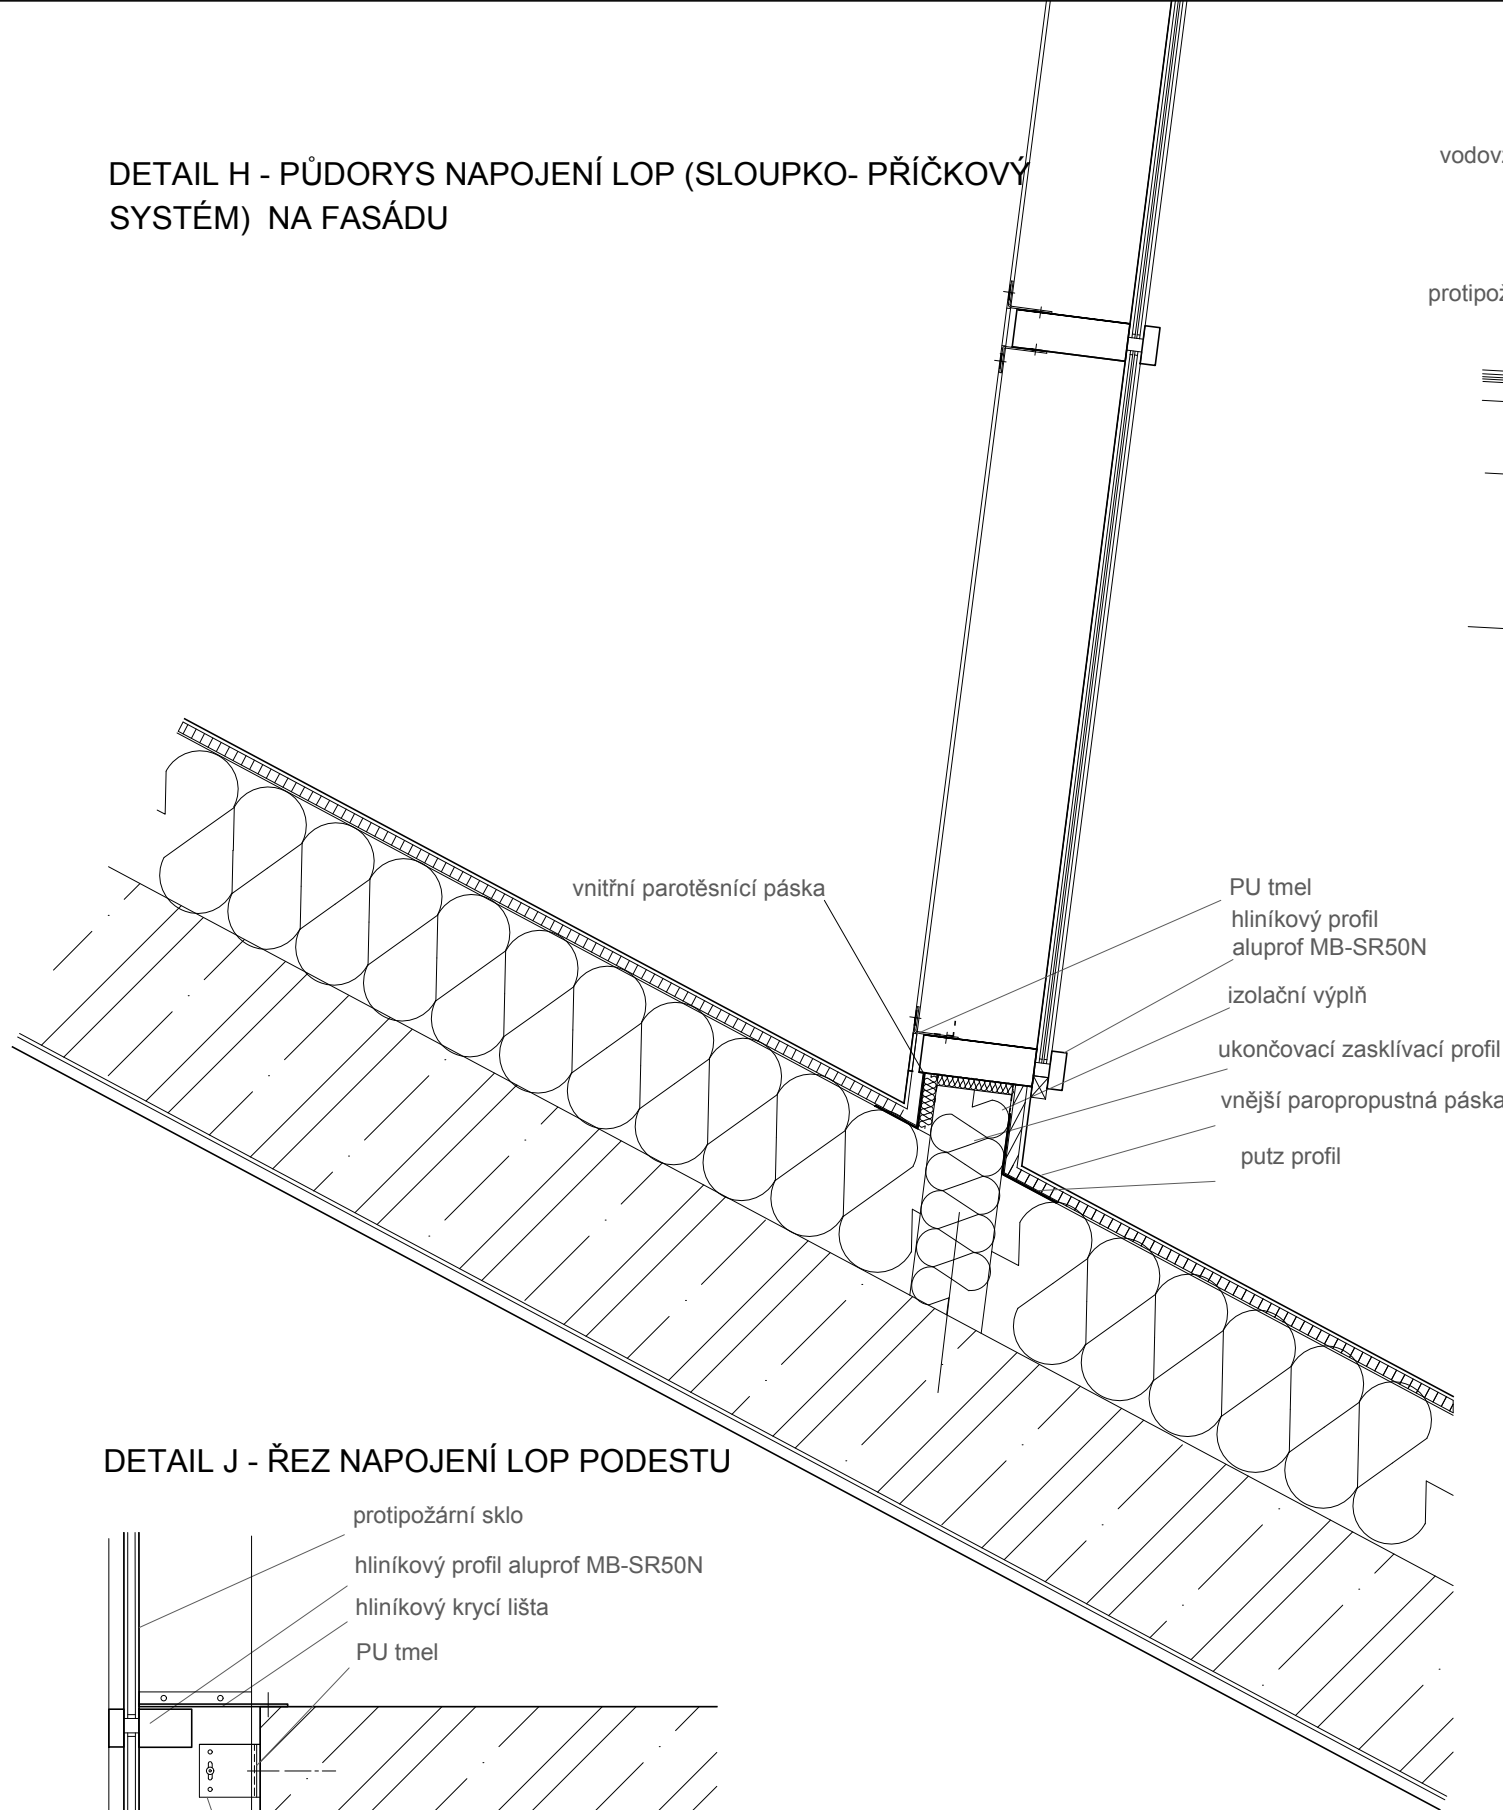 DETAIL H - PŮDORYS NAPOJENÍ LOP (SLOUPKO- PŘÍČKOVÝ
SYSTÉM) NA FASÁDU
vodov
protipož
vnitřní parotěsnící páska
PU tmel
hliníkový profil
aluprof MB-SR50N
izolační výplň
ukončovací zasklívací profil
vnější paropropustná páska
putz profil
DETAIL J - ŘEZ NAPOJENÍ LOP PODESTU
protipožární sklo
hliníkový profil aluprof MB-SR50N
hliníkový krycí lišta
PU tmel